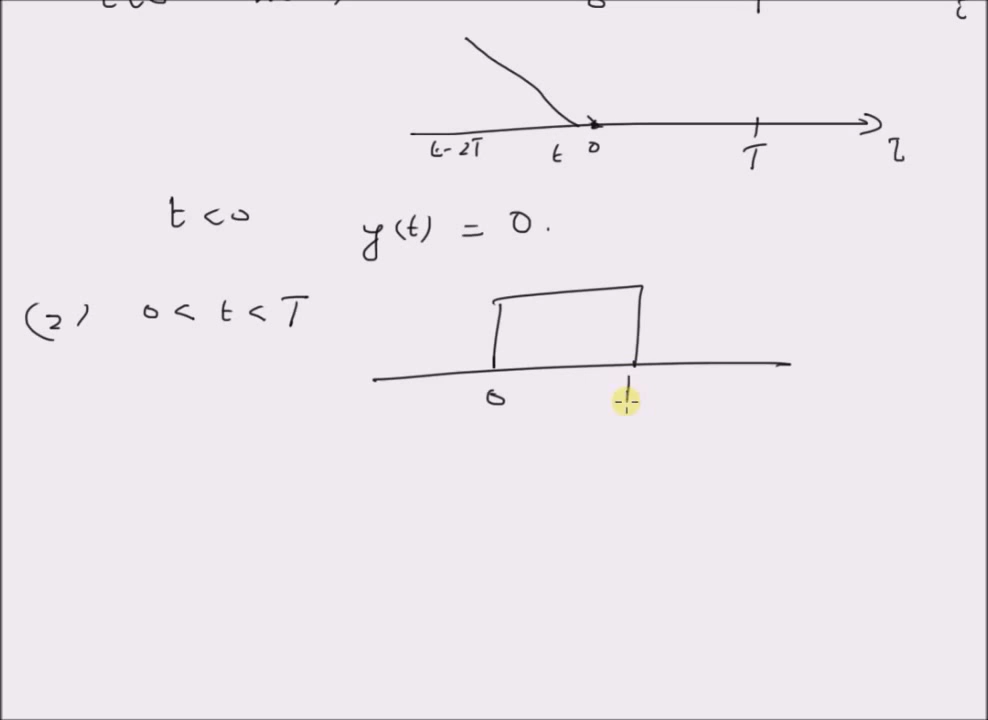 t-2T t 0 T τ
t < 0 y(t) = 0.
(2) 0 < t < T
0